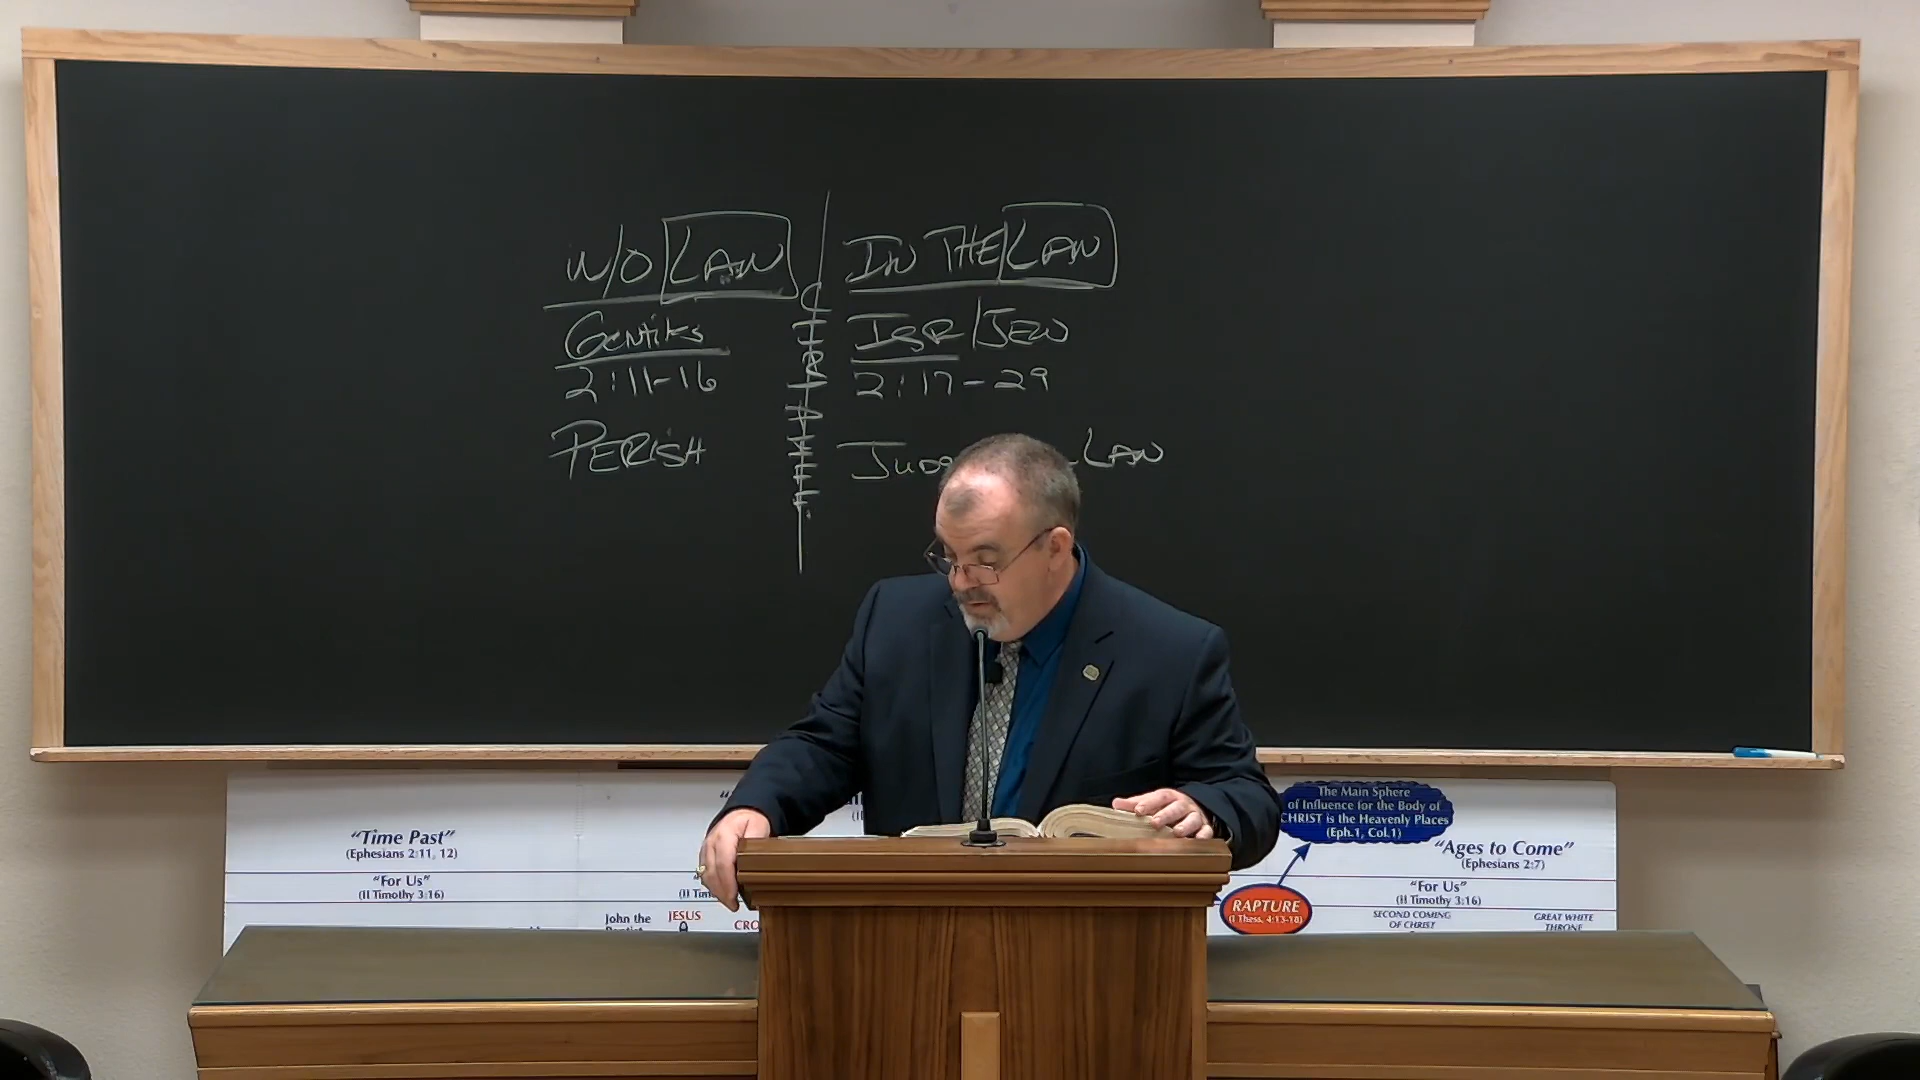 W/O LAW
IN THE LAW
Gentiles
ISR/JEW
2:11-16
2:17-29
PERISH
LAW
"Time Past"
(Ephesians 2:11, 12)
"For Us"
(II Timothy 3:16)
John the
JESUS
The Main Sphere
of Influence for the Body of
CHRIST is the Heavenly Places
(Eph.1, Col.1)
"Ages to Come"
(Ephesians 2:7)
"For Us"
(II Timothy 3:16)
RAPTURE
(I Thess. 4:13-18)
SECOND COMING
OF CHRIST
GREAT WHITE
THRONE